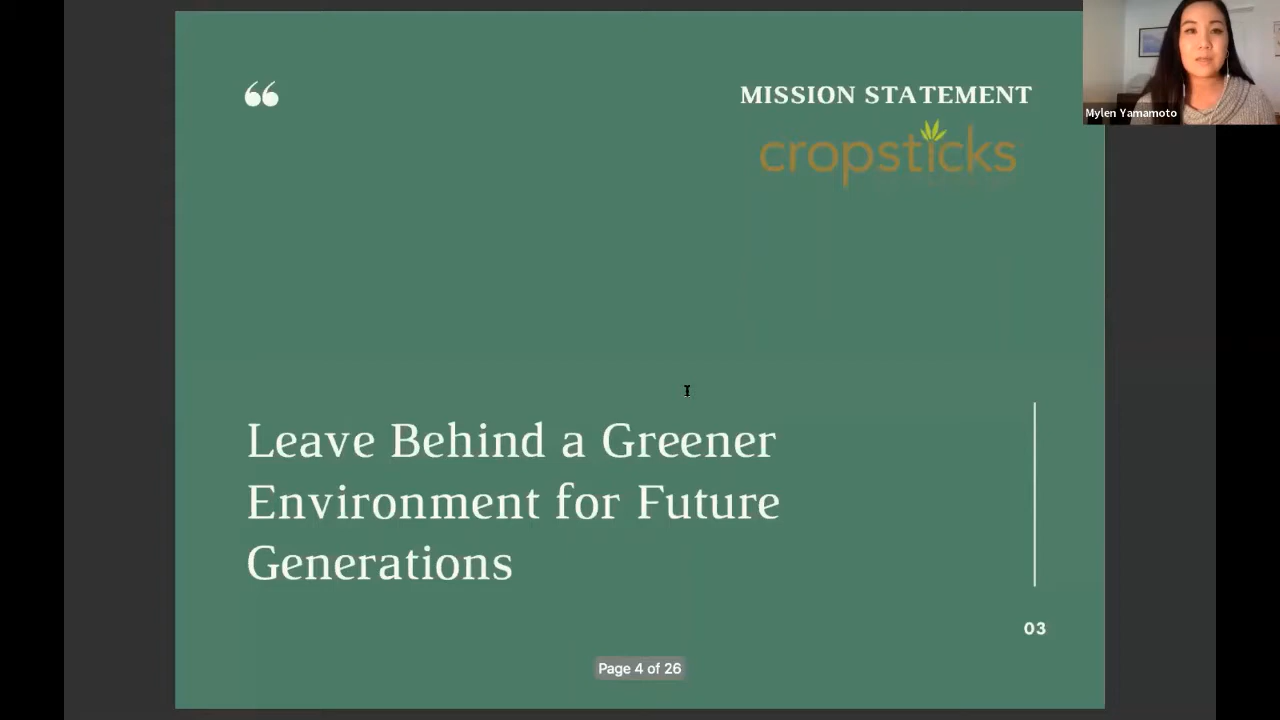 “
MISSION STATEMENT
cropsticks
Mylen Yamamoto
Leave Behind a Greener
Environment for Future
Generations
03
Page 4 of 26